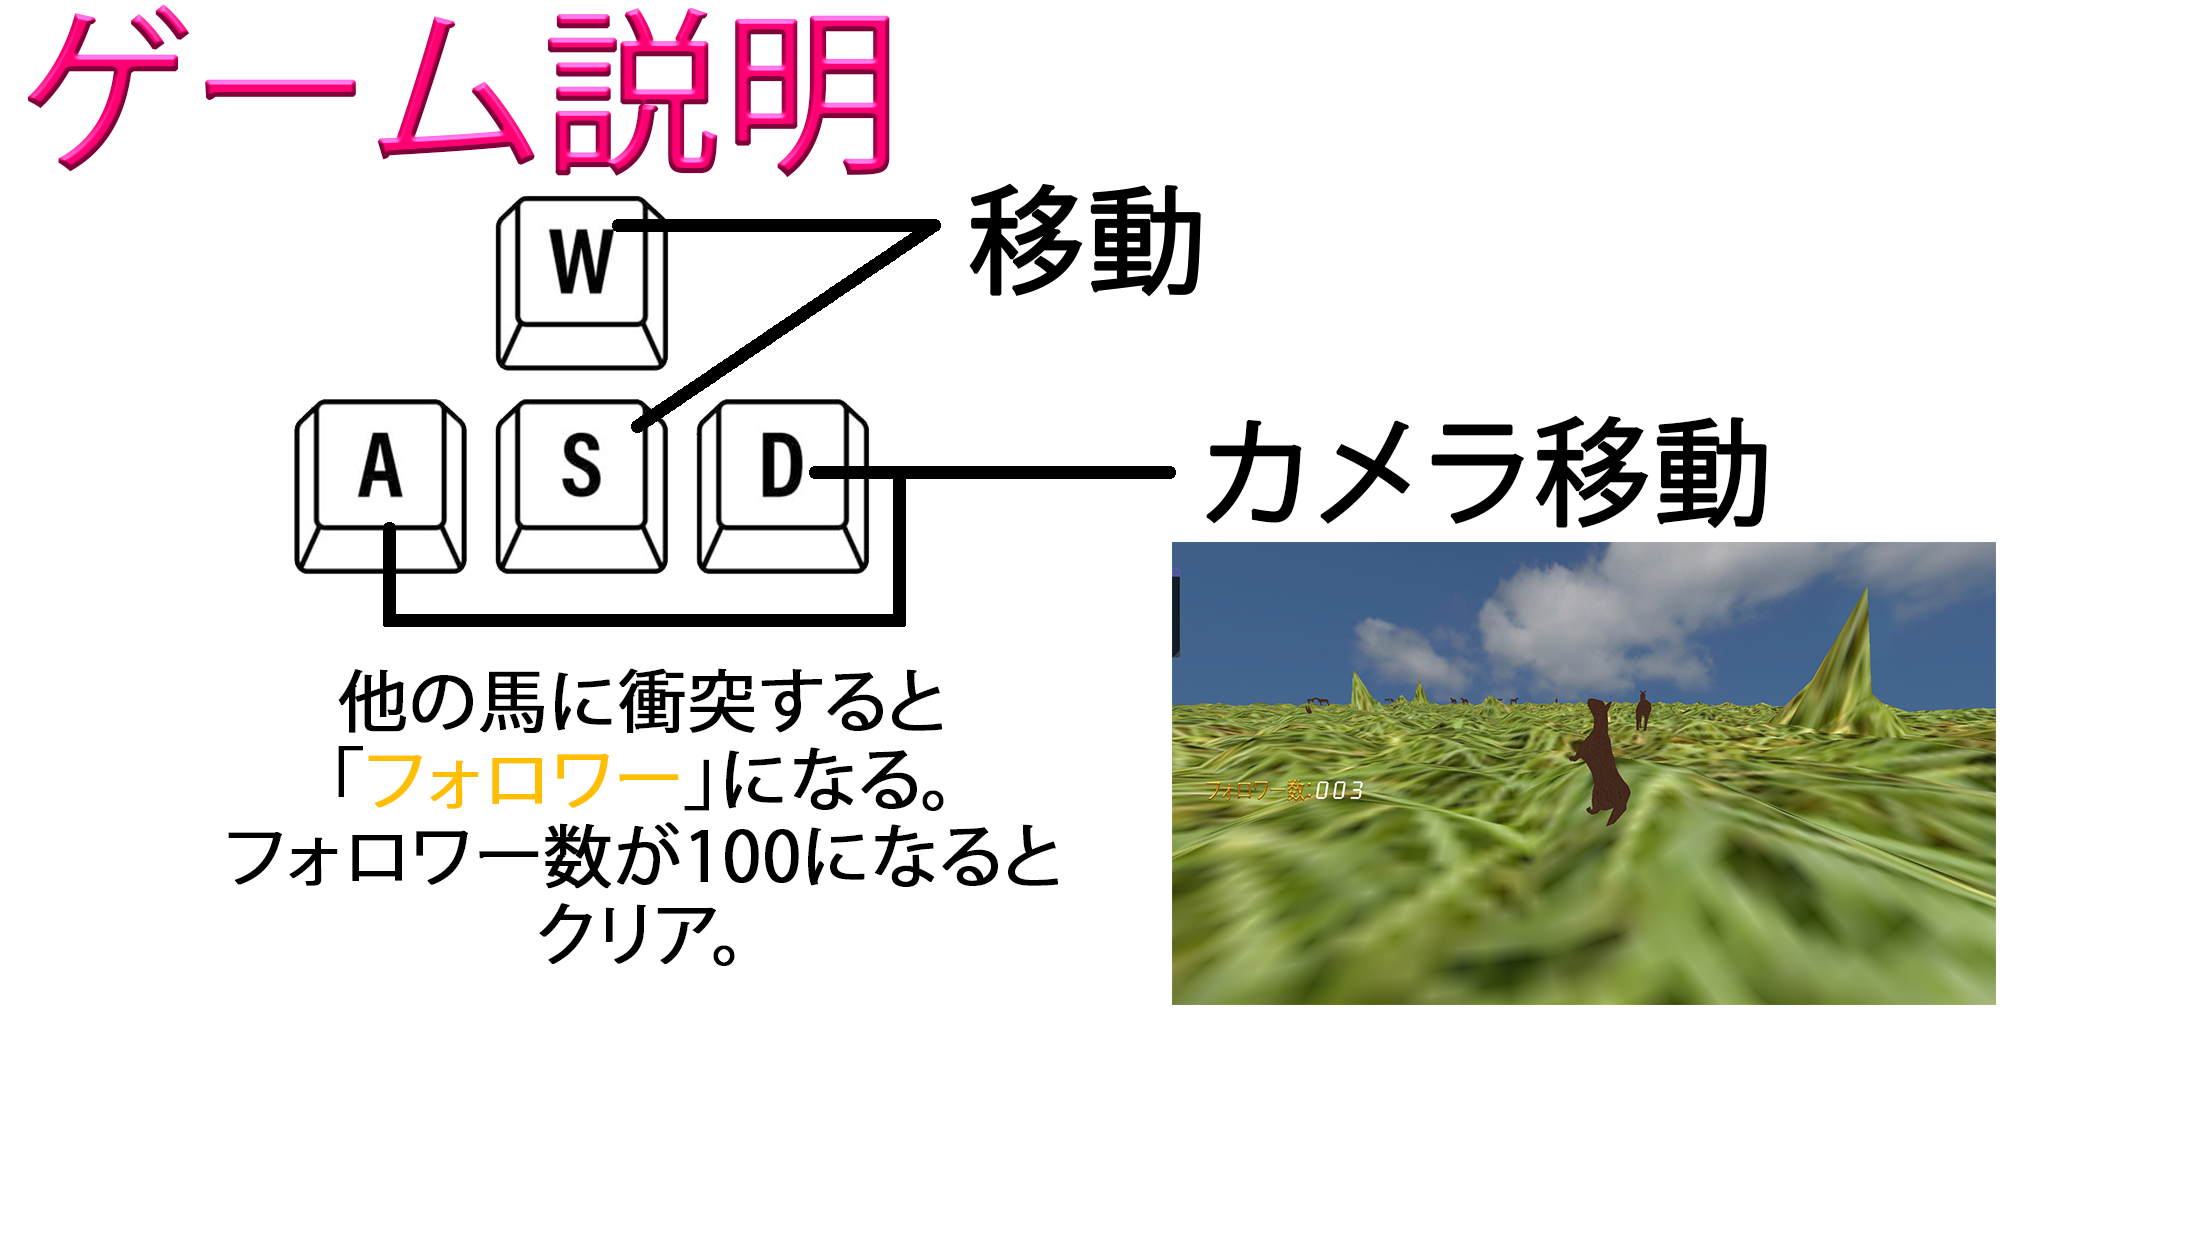 ゲーム説明
W
移動
A
S
D
カメラ移動
他の馬に衝突すると
「フォロワー」になる。
フォロワー数が100になると
クリア。
フォロワー数:003